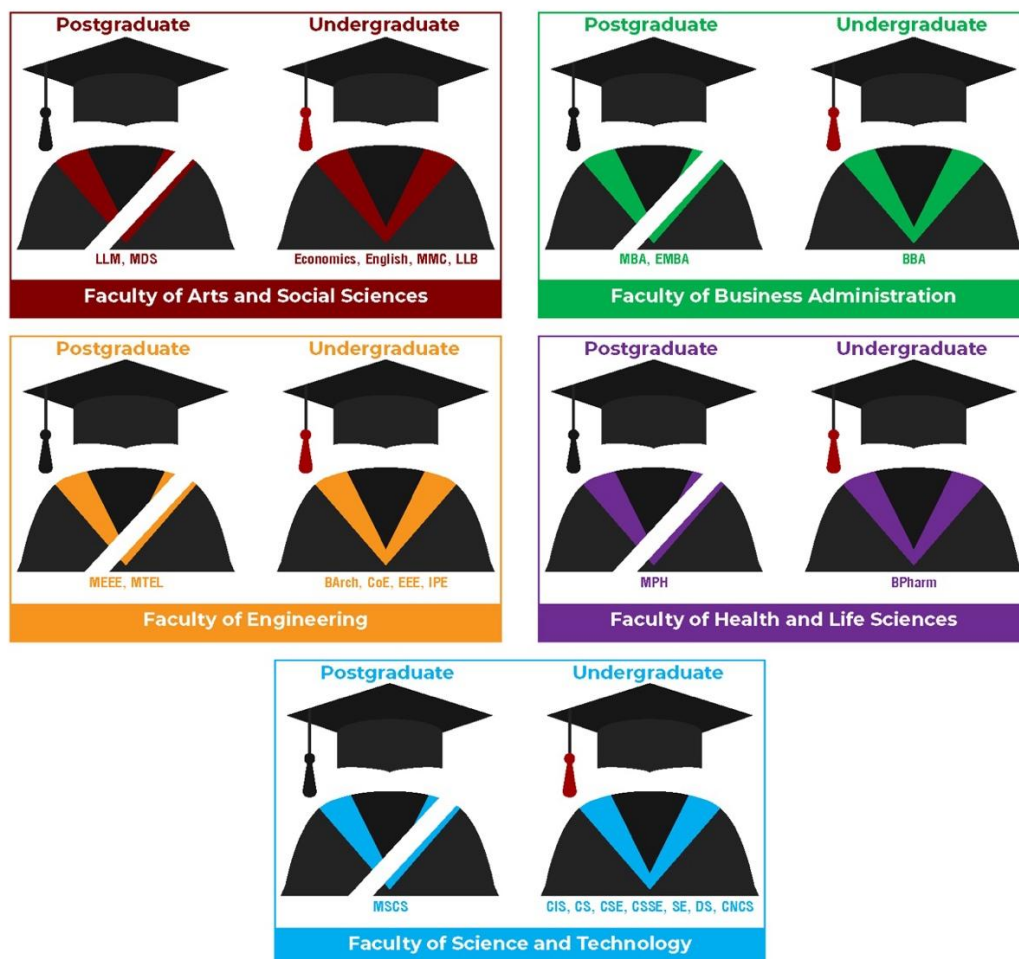 Postgraduate Undergraduate
LLM, MDS Economics, English, MMC, LLB
Faculty of Arts and Social Sciences
Postgraduate Undergraduate
MBA, EMBA BBA
Faculty of Business Administration
Postgraduate Undergraduate
MEEE, MTEL BArch, CoE, EEE, IPE
Faculty of Engineering
Postgraduate Undergraduate
MPH BPharm
Faculty of Health and Life Sciences
Postgraduate Undergraduate
MSCS CIS, CS, CSE, CSSE, SE, DS, CNCS
Faculty of Science and Technology